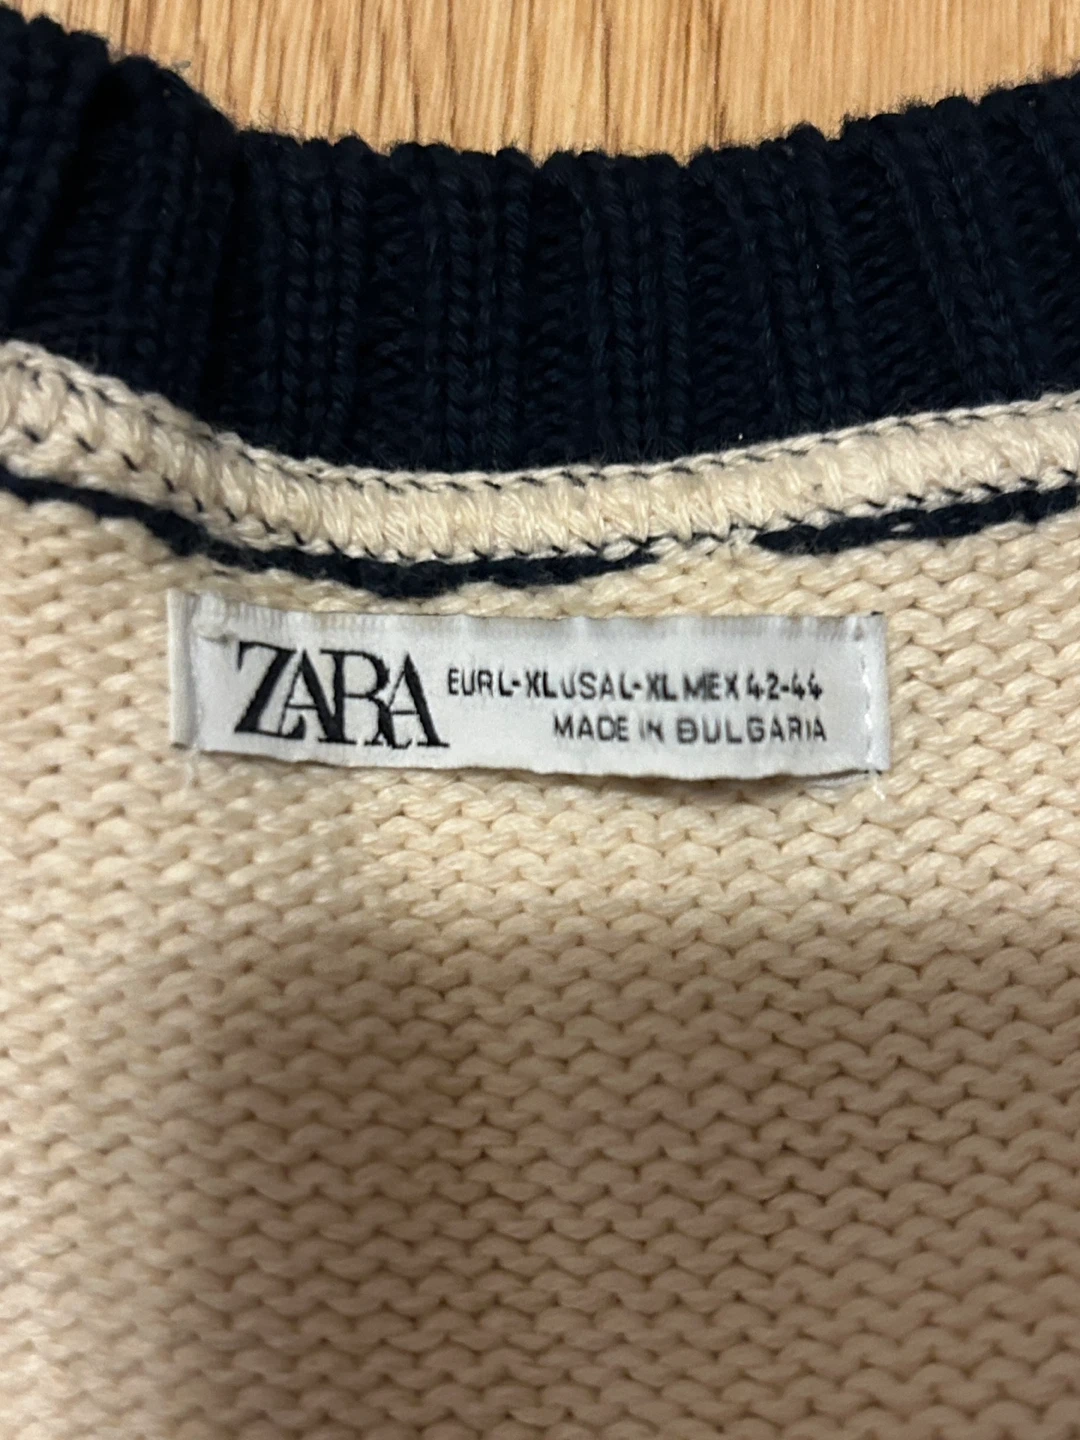 ZARA EUR L-XL USA L-XL MEX 42-44
MADE IN BULGARIA